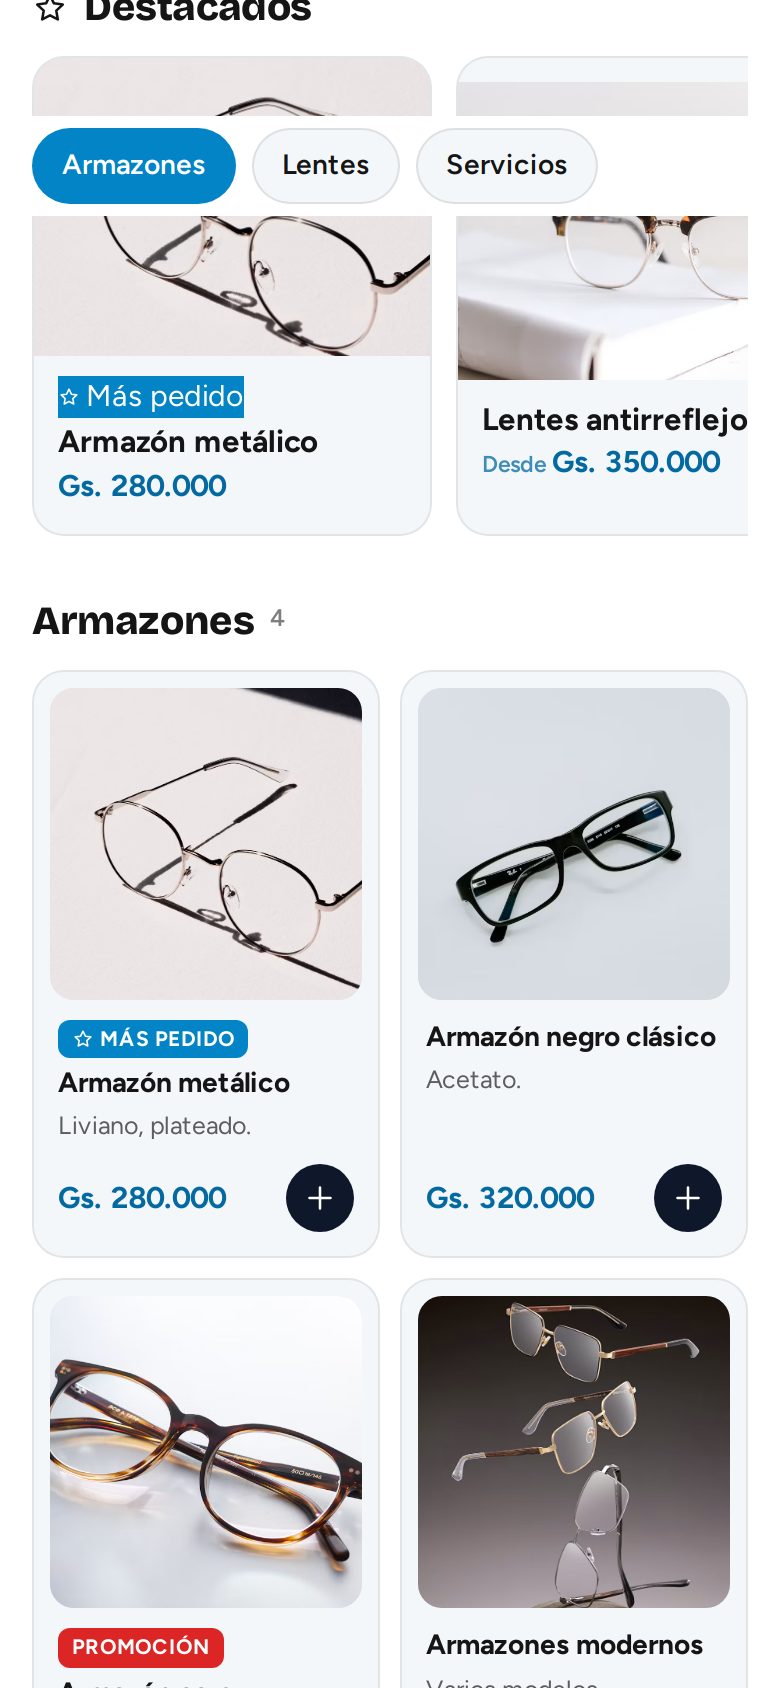 Destacados
Armazones
Lentes
Servicios
Más pedido
Armazón metálico
Gs. 280.000
Lentes antirreflejo
Desde Gs. 350.000
Armazones 4
MÁS PEDIDO
Armazón metálico
Liviano, plateado.
Gs. 280.000
Armazón negro clásico
Acetato.
Gs. 320.000
PROMOCIÓN
Armazones modernos
Varios modelos